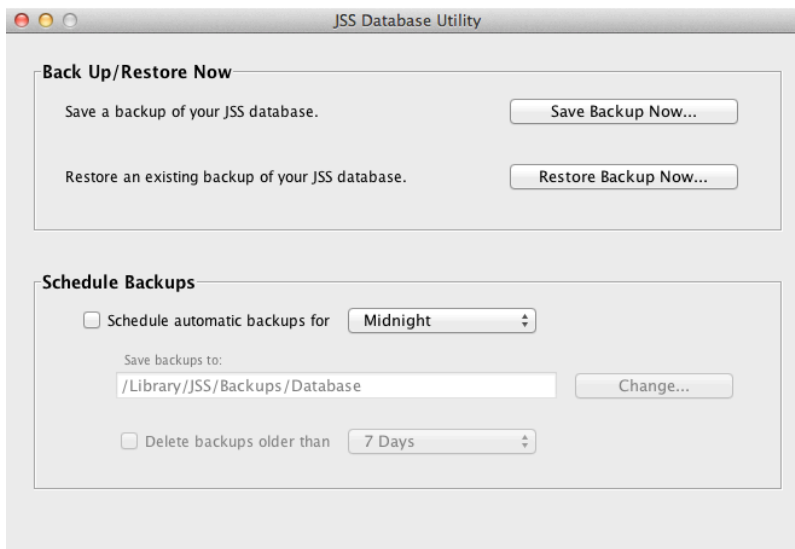 JSS Database Utility
Back Up/Restore Now
Save a backup of your JSS database.
Save Backup Now...
Restore an existing backup of your JSS database.
Restore Backup Now...
Schedule Backups
Schedule automatic backups for Midnight
Save backups to:
/Library/JSS/Backups/Database
Change...
Delete backups older than 7 Days